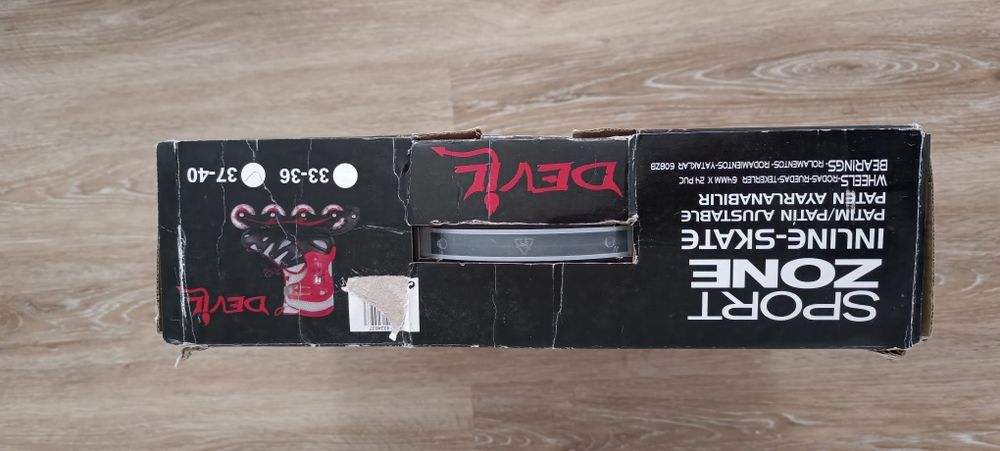 SPORT
ZONE
INLINE-SKATE
PATIM/PATÍN AJUSTABLE
PATEN AYARLANABILIR
WHEELS-RODAS-RUEDAS-TEKERLER 64MM X 24 PUC
BEARINGS-ROLAMENTOS-RODAMIENTOS-YATAKLAR 608ZB
DEVIL
DEVIL
33-36
37-40